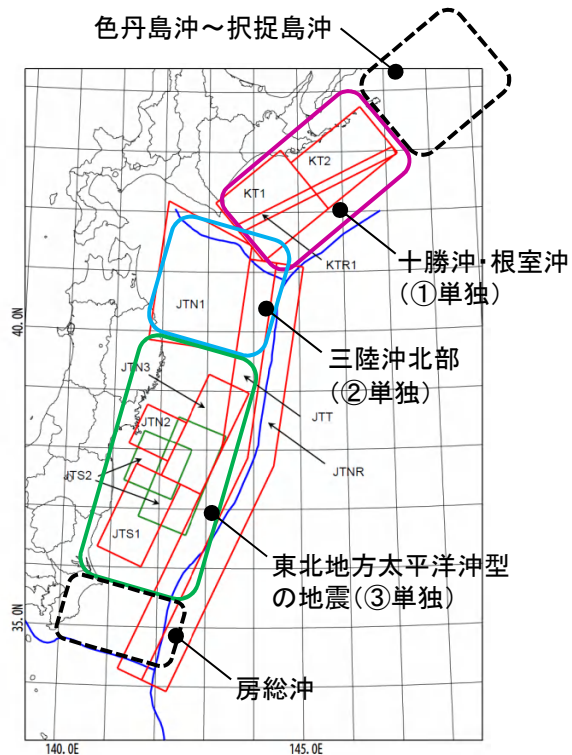 色丹島沖～択捉島沖
KT2
KT1
KTR1
十勝沖・根室沖
(①単独)
JTN1
40.0N
三陸沖北部
(②単独)
JTN3
JTT
JTN2
JTNR
JTS2
JTS1
東北地方太平洋沖型
の地震(③単独)
35.0N
房総沖
140.0E
145.0E